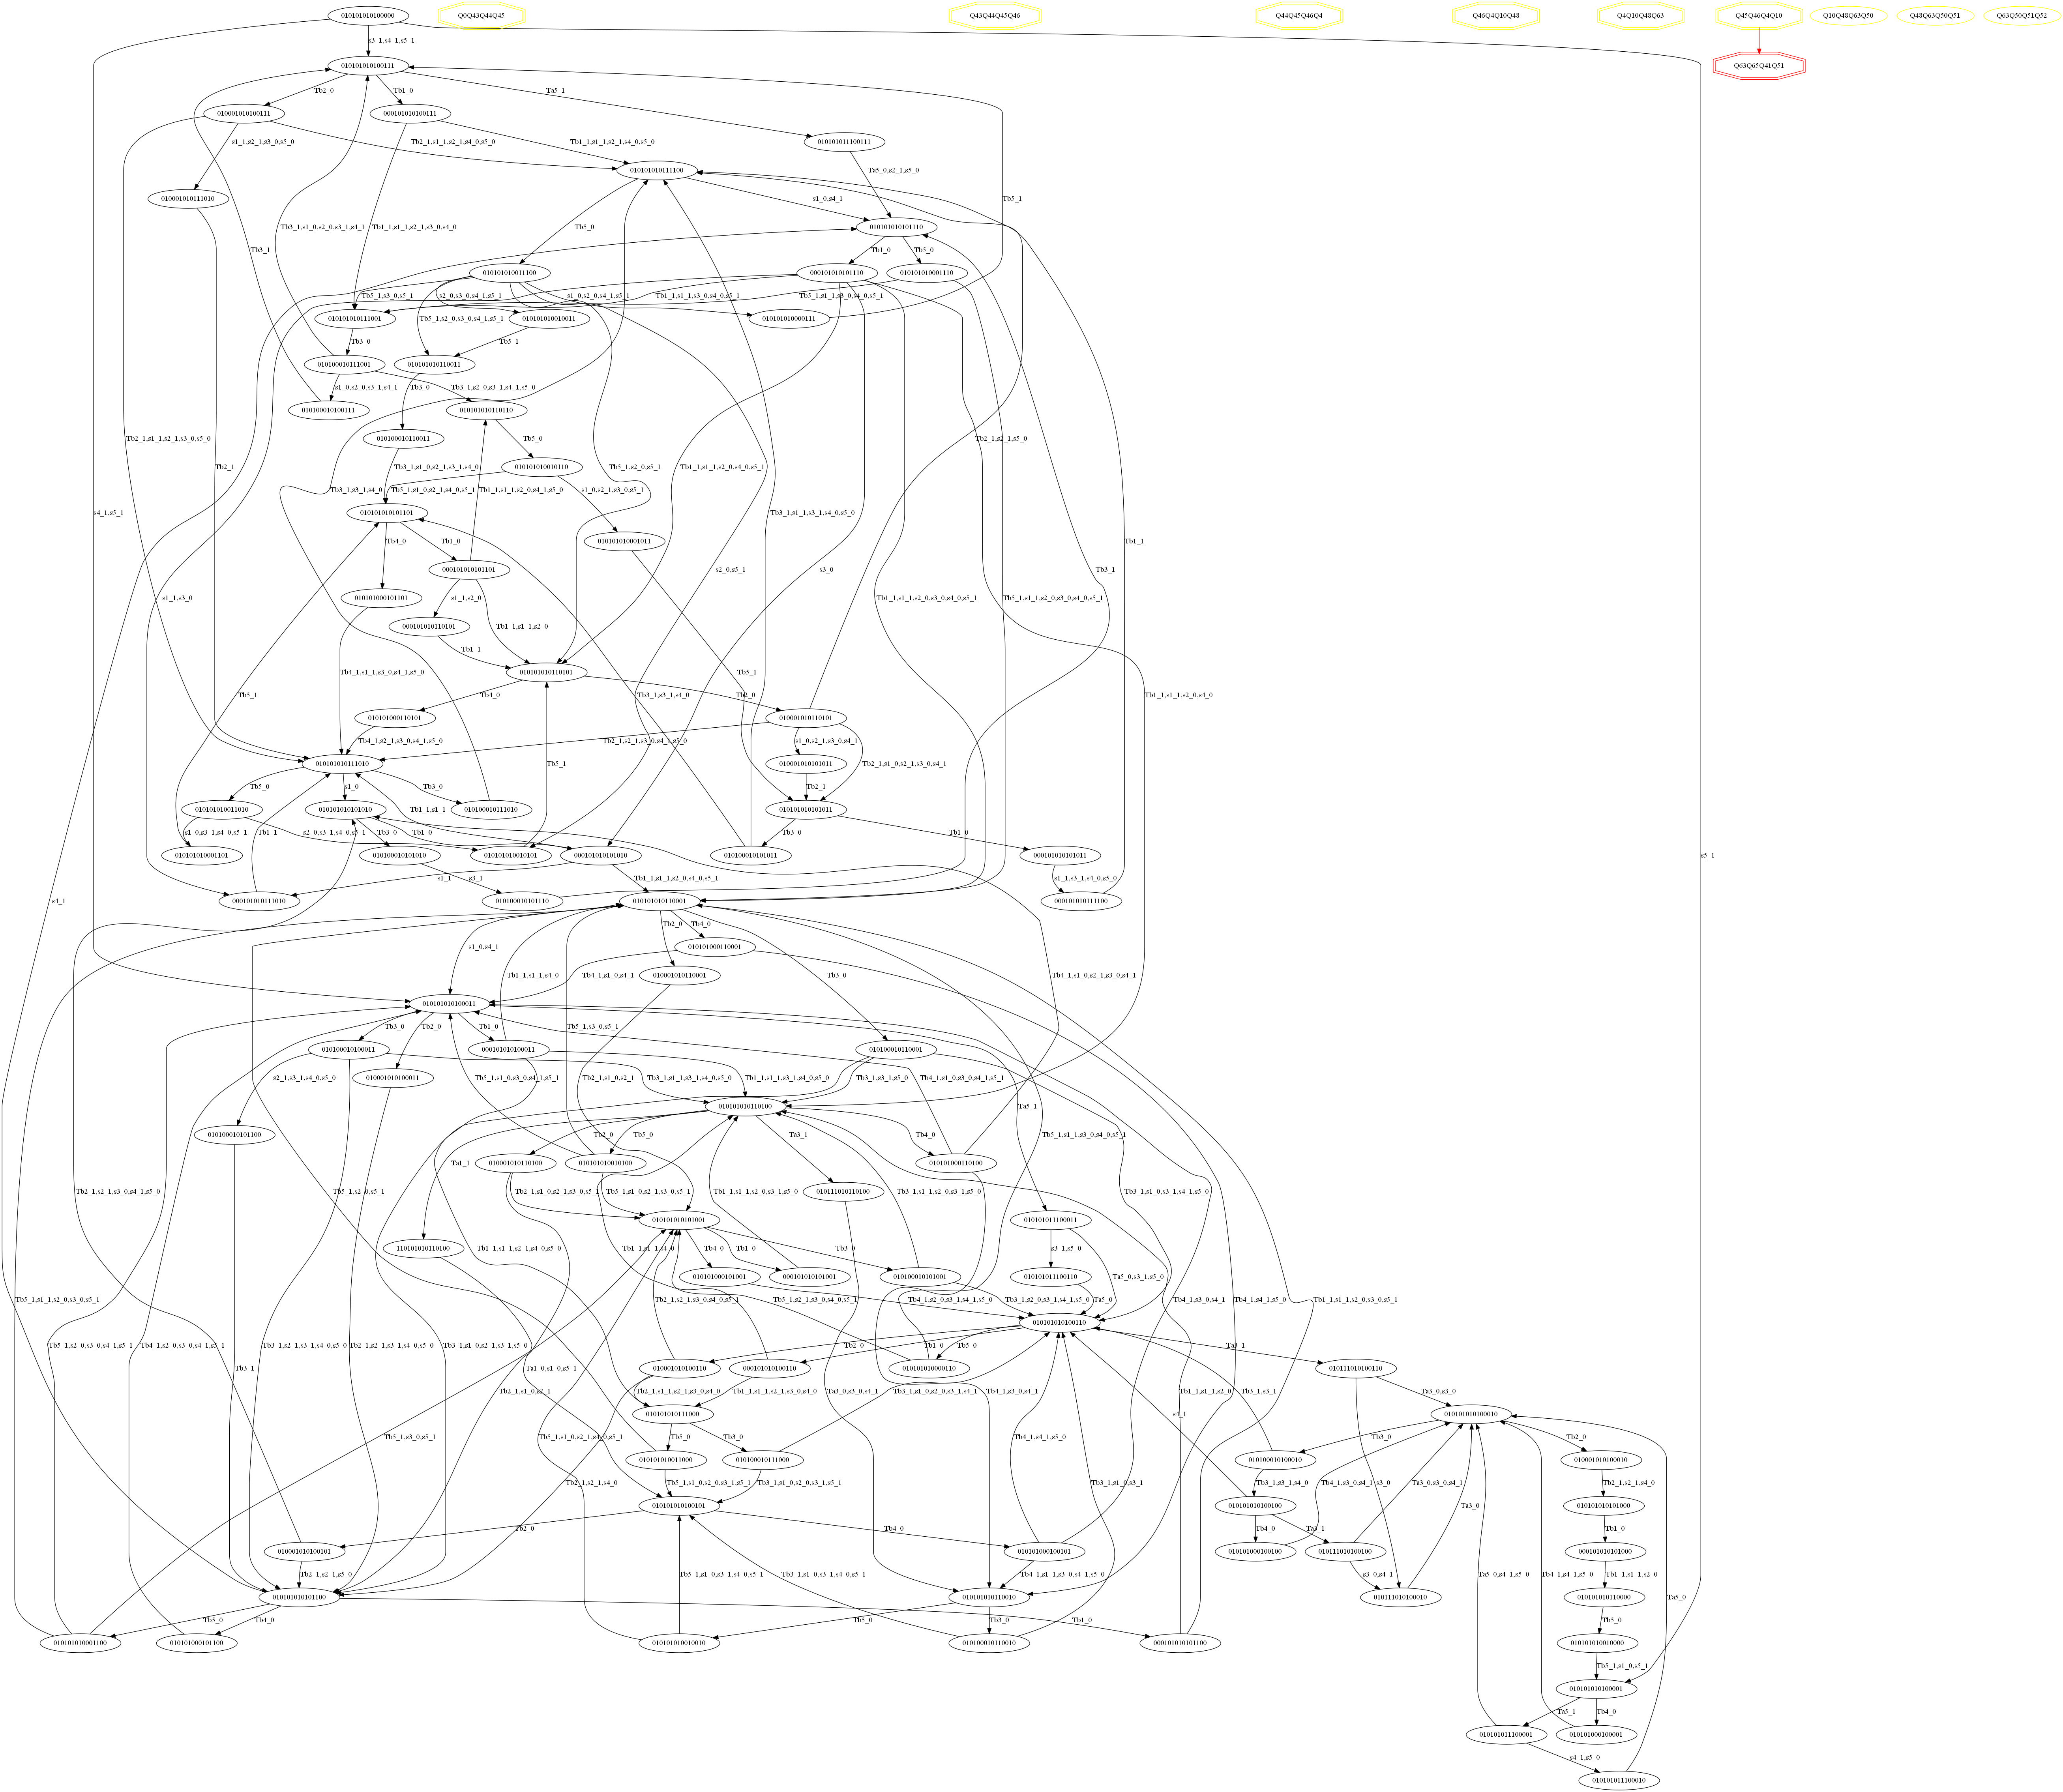 010101010100000
Q0Q43Q44Q45
Q43Q44Q45Q46
Q44Q45Q46Q4
Q46Q4Q10Q48
Q4Q10Q48Q63
Q45Q46Q4Q10
Q10Q48Q63Q50
Q48Q63Q50Q51
Q63Q50Q51Q52
s3_1,s4_1,s5_1
010101010100111
Q63Q65Q41Q51
Tb2_0
Tb1_0
Ta5_1
010001010100111
000101010100111
010101011100111
s1_1,s2_1,s3_0,s5_0
Tb2_1,s1_1,s2_1,s4_0,s5_0
Tb1_1,s1_1,s2_1,s4_0,s5_0
Ta5_0,s2_1,s5_0
010101010111100
010001010111010
Tb5_1
Tb3_1,s1_0,s2_0,s3_1,s4_1
Tb1_1,s1_1,s2_1,s3_0,s4_0
s1_0,s4_1
Tb5_0
010101010101110
Tb3_1
Tb1_0
Tb5_0
010101010011100
000101010101110
010101010001110
Tb5_1,s3_0,s5_1
s2_0,s3_0,s4_1,s5_1
s1_0,s2_0,s4_1,s5_1
Tb1_1,s1_1,s3_0,s4_0,s5_1
Tb5_1,s1_1,s3_0,s4_0,s5_1
010101010111001
Tb5_1,s2_0,s3_0,s4_1,s5_1
010101010010011
010101010000111
Tb3_0
Tb5_1
010100010111001
010101010110011
s1_0,s2_0,s3_1,s4_1
Tb3_1,s2_0,s3_1,s4_1,s5_0
Tb3_0
010100010100111
010101010110110
Tb2_1,s1_1,s2_1,s3_0,s5_0
010100010110011
Tb5_0
Tb2_1,s2_1,s5_0
Tb2_1
Tb3_1,s1_0,s2_1,s3_1,s4_0
010101010010110
Tb5_1,s2_0,s5_1
Tb1_1,s1_1,s2_0,s4_0,s5_1
Tb3_1,s3_1,s4_0
Tb5_1,s1_0,s2_1,s4_0,s5_1
Tb1_1,s1_1,s2_0,s4_1,s5_0
s1_0,s2_1,s3_0,s5_1
Tb3_1,s1_1,s3_1,s4_0,s5_0
s4_1,s5_1
010101010101101
Tb4_0
Tb1_0
010101010001011
Tb1_1
000101010101101
s2_0,s5_1
s3_0
Tb1_1,s1_1,s2_0,s3_0,s4_0,s5_1
Tb5_1,s1_1,s2_0,s3_0,s4_0,s5_1
Tb3_1
s1_1,s3_0
010101000101101
s1_1,s2_0
Tb1_1,s1_1,s2_0
000101010110101
Tb1_1
Tb4_1,s1_1,s3_0,s4_1,s5_0
010101010110101
Tb5_1
Tb3_1,s3_1,s4_0
Tb5_1
Tb1_1,s1_1,s2_0,s4_0
Tb4_0
Tb2_0
010101000110101
010001010110101
Tb4_1,s2_1,s3_0,s4_1,s5_0
Tb2_1,s2_1,s3_0,s4_1,s5_0
s1_0,s2_1,s3_0,s4_1
Tb2_1,s1_0,s2_1,s3_0,s4_1
010101010111010
Tb5_1
010001010101011
Tb5_0
s1_0
Tb3_0
Tb2_1
010101010011010
010101010101010
010100010111010
Tb1_1,s1_1
010101010101011
s1_0,s3_1,s4_0,s5_1
s2_0,s3_1,s4_0,s5_1
Tb3_0
Tb1_0
Tb1_1
Tb3_0
Tb1_0
s5_1
010101010001101
010100010101010
010101010010101
000101010101010
010100010101011
000101010101011
s3_1
s1_1
Tb1_1,s1_1,s2_0,s4_0,s5_1
s1_1,s3_1,s4_0,s5_0
s4_1
000101010111010
010100010101110
010101010110001
000101010111100
s1_0,s4_1
Tb1_1,s1_1,s4_0
Tb2_0
Tb4_0
Tb3_0
Tb4_1,s1_0,s2_1,s3_0,s4_1
010101000110001
010001010110001
Tb4_1,s1_0,s4_1
010101010100011
Tb3_0
Tb2_0
Tb1_0
Tb5_1,s3_0,s5_1
010100010100011
000101010100011
010100010110001
s2_1,s3_1,s4_0,s5_0
010001010100011
Tb3_1,s1_1,s3_1,s4_0,s5_0
Tb1_1,s1_1,s3_1,s4_0,s5_0
Tb5_1,s1_0,s3_0,s4_1,s5_1
Tb2_1,s1_0,s2_1
Tb3_1,s3_1,s5_0
Tb4_1,s1_0,s3_0,s4_1,s5_1
Ta5_1
Tb5_1,s1_1,s3_0,s4_0,s5_1
010101010110100
010100010101100
Tb2_0
Tb5_0
Ta3_1
Tb4_0
Ta1_1
010001010110100
010101010010100
010101000110100
Tb3_1,s1_0,s3_1,s4_1,s5_0
Tb2_1,s2_1,s3_0,s4_1,s5_0
Tb5_1,s2_0,s5_1
Tb2_1,s1_0,s2_1,s3_0,s5_1
Tb5_1,s1_0,s2_1,s3_0,s5_1
Tb1_1,s1_1,s2_0,s3_1,s5_0
010111010110100
Tb3_1,s1_1,s2_0,s3_1,s5_0
010101010101001
010101011100011
110101010110100
Tb1_1,s1_1,s2_1,s4_0,s5_0
Tb1_1,s1_1,s4_0
Tb4_0
Tb1_0
Tb3_0
s3_1,s5_0
010101000101001
000101010101001
010100010101001
010101011100110
Ta5_0,s3_1,s5_0
Tb5_1,s1_1,s2_0,s3_0,s5_1
Tb5_1,s2_0,s3_0,s4_1,s5_1
Tb4_1,s2_0,s3_0,s4_1,s5_1
Tb2_1,s2_1,s3_0,s4_0,s5_1
Tb5_1,s2_1,s3_0,s4_0,s5_1
Tb4_1,s2_0,s3_1,s4_1,s5_0
Tb3_1,s2_0,s3_1,s4_1,s5_0
Ta5_0
Tb4_1,s3_0,s4_1
Tb4_1,s4_1,s5_0
Tb1_1,s1_1,s2_0,s3_0,s5_1
010101010100110
Tb3_1,s2_1,s3_1,s4_0,s5_0
Tb2_1,s2_1,s3_1,s4_0,s5_0
Tb3_1,s1_0,s2_1,s3_1,s5_0
Tb2_0
Tb1_0
Tb5_0
Ta3_1
Tb3_1
Ta1_0,s1_0,s5_1
010001010100110
000101010100110
010101010000110
010111010100110
Tb2_1,s1_0,s2_1
Tb2_1,s1_1,s2_1,s3_0,s4_0
Tb1_1,s1_1,s2_1,s3_0,s4_0
Ta3_0,s3_0,s4_1
Tb3_1,s1_0,s2_0,s3_1,s4_1
Tb4_1,s3_0,s4_1
Tb1_1,s1_1,s2_0
Tb3_1,s3_1
Ta3_0,s3_0
010101010111000
s4_1
010101010100010
Tb5_1,s3_0,s5_1
Tb5_1,s1_0,s2_1,s4_0,s5_1
Tb5_0
Tb3_0
Tb3_0
Tb2_0
010101010011000
010100010111000
010100010100010
010001010100010
Tb2_1,s2_1,s4_0
Tb5_1,s1_0,s2_0,s3_1,s5_1
Tb3_1,s1_0,s2_0,s3_1,s5_1
Tb4_1,s4_1,s5_0
Tb3_1,s1_0,s3_1
s3_0
Tb3_1,s3_1,s4_0
Tb4_1,s3_0,s4_1
Ta3_0,s3_0,s4_1
Tb2_1,s2_1,s4_0
010101010100101
010101010100100
010101010101000
Tb2_0
Tb4_0
Tb4_0
Ta3_1
Ta3_0
Tb1_0
010001010100101
010101000100101
010101000100100
010111010100100
000101010101000
Tb2_1,s2_1,s5_0
Tb5_1,s1_0,s3_1,s4_0,s5_1
Tb3_1,s1_0,s3_1,s4_0,s5_1
Tb4_1,s1_1,s3_0,s4_1,s5_0
s3_0,s4_1
Tb1_1,s1_1,s2_0
Ta5_0,s4_1,s5_0
Tb4_1,s4_1,s5_0
Ta5_0
010101010101100
010101010110010
010111010100010
010101010110000
Tb5_0
Tb4_0
Tb1_0
Tb5_0
Tb3_0
Tb5_0
010101010001100
010101000101100
010101010010010
010100010110010
000101010101100
010101010010000
Tb5_1,s1_0,s5_1
010101010100001
Ta5_1
Tb4_0
010101011100001
010101000100001
s4_1,s5_0
010101011100010